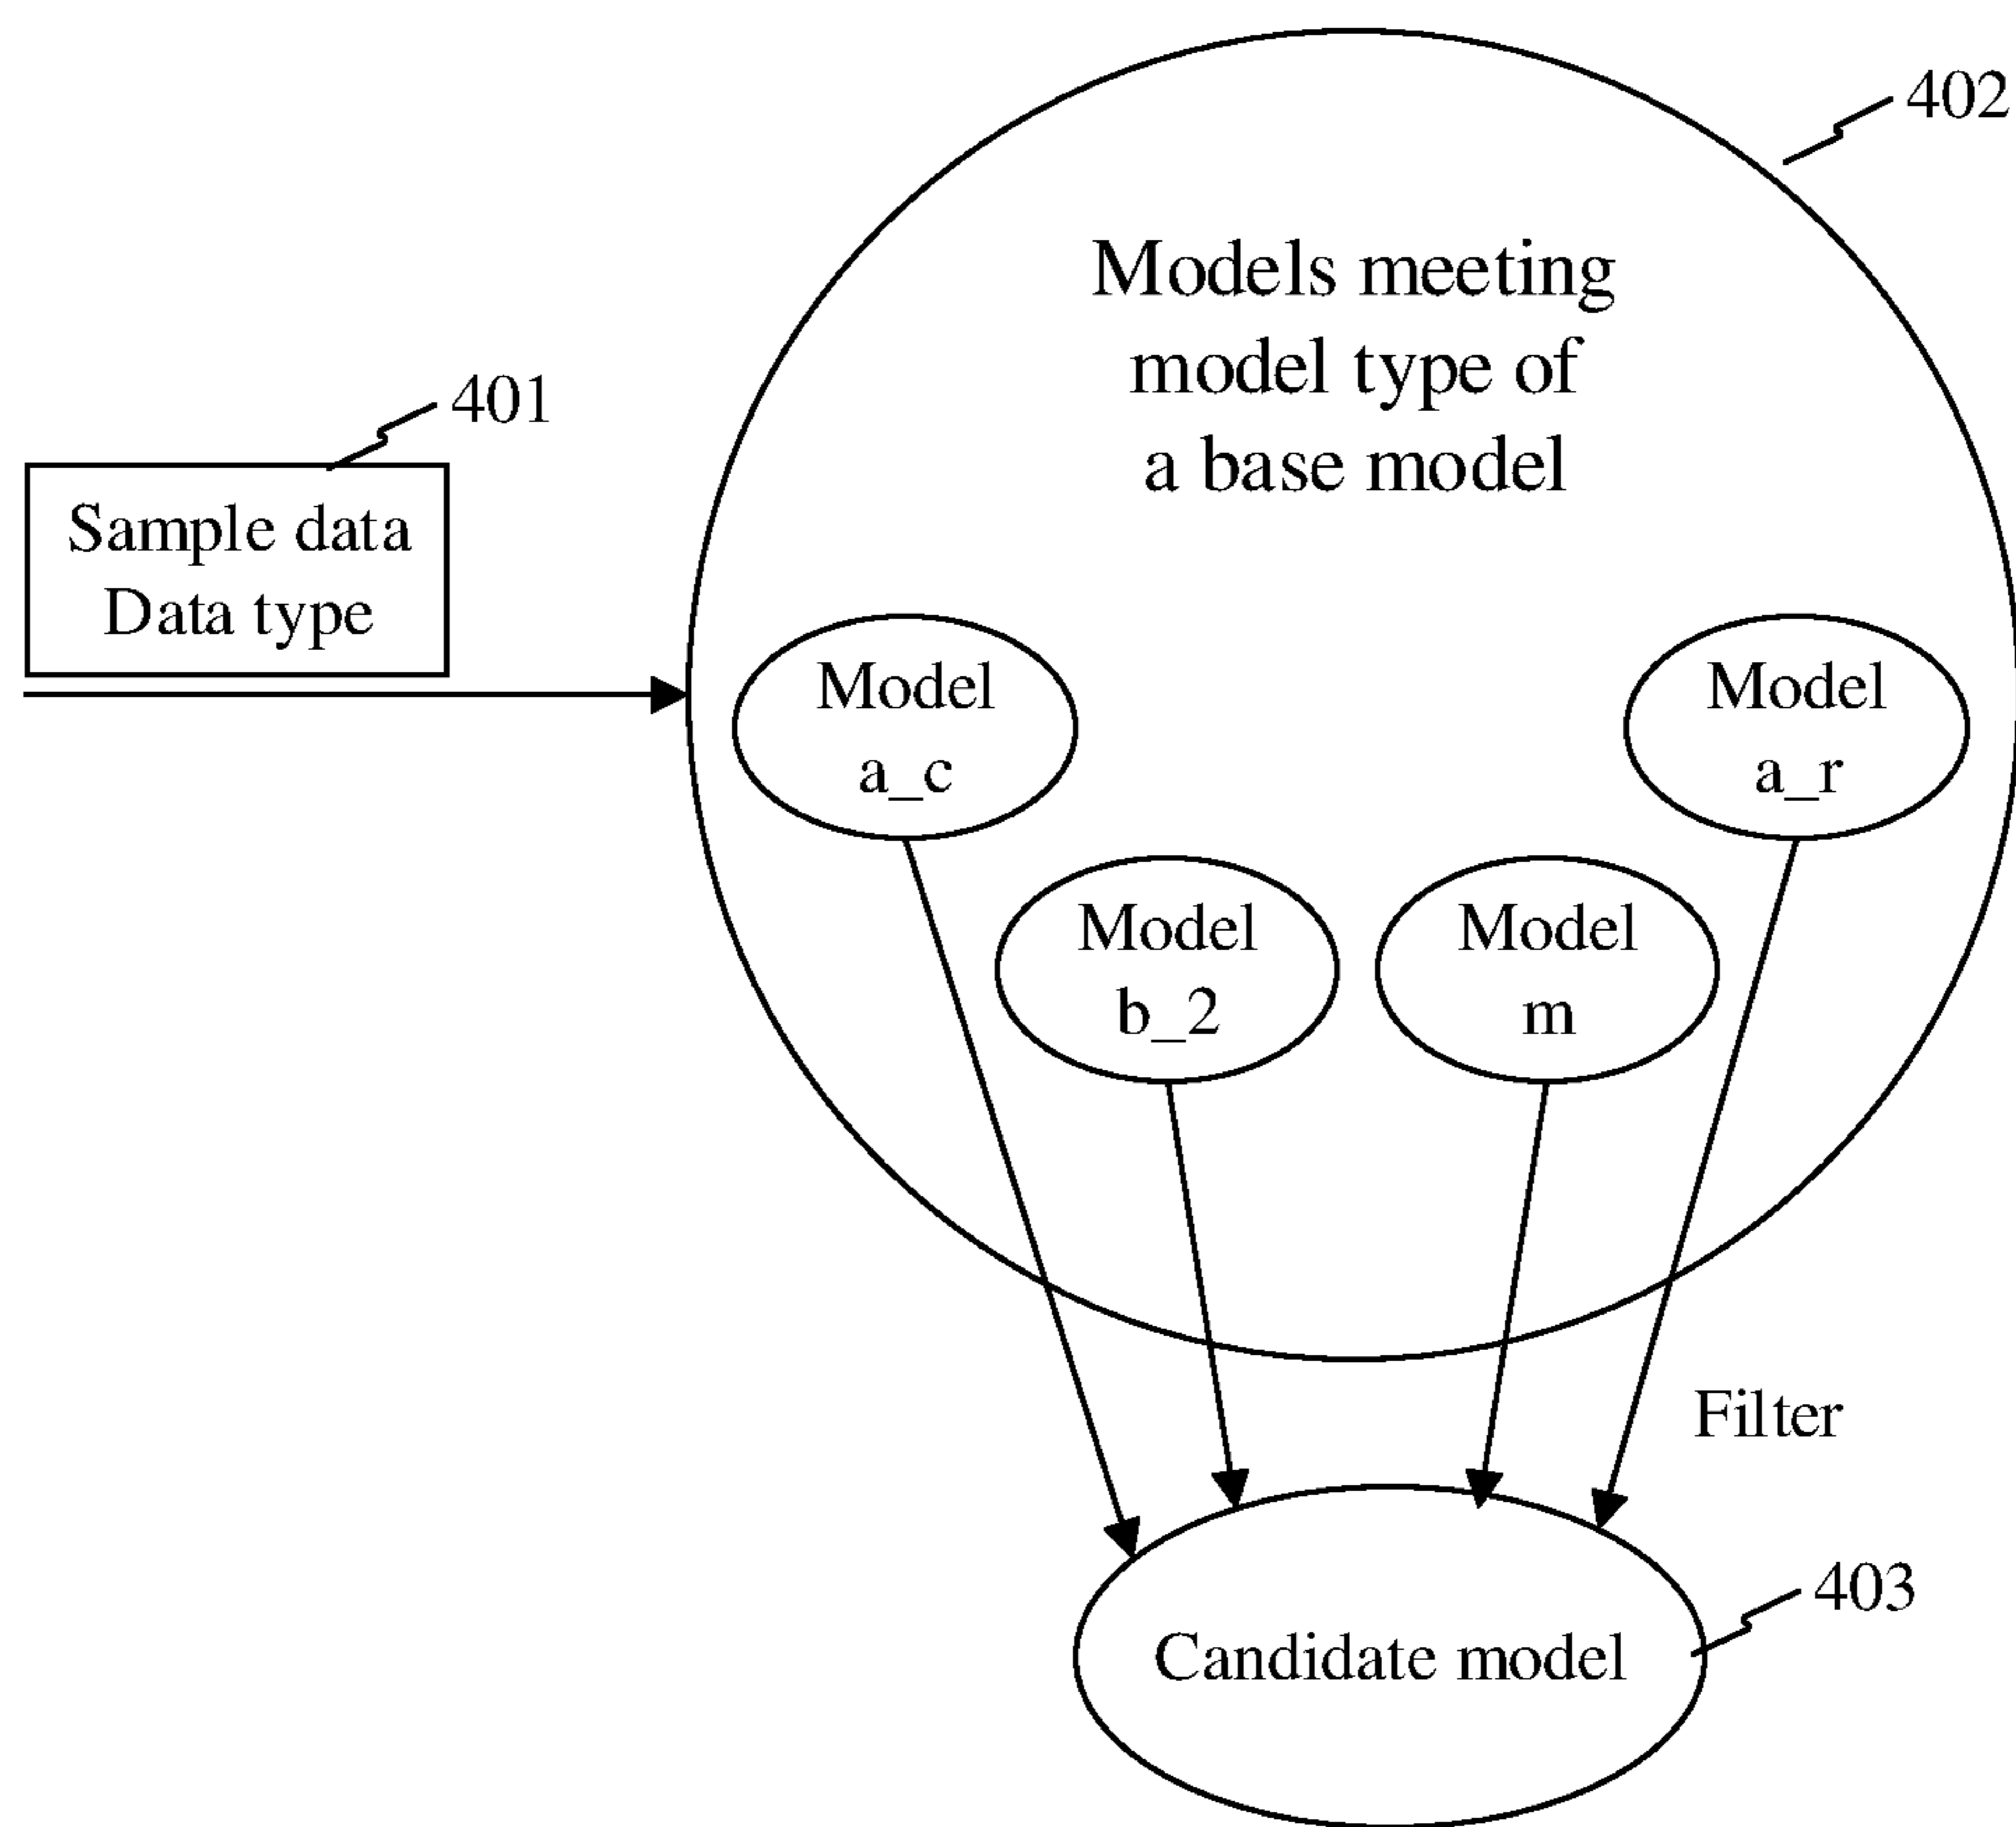 402
Models meeting
model type of
a base model
401
Sample data
Data type
Model
a_c
Model
a_r
Model
b_2
Model
m
Filter
403
Candidate model